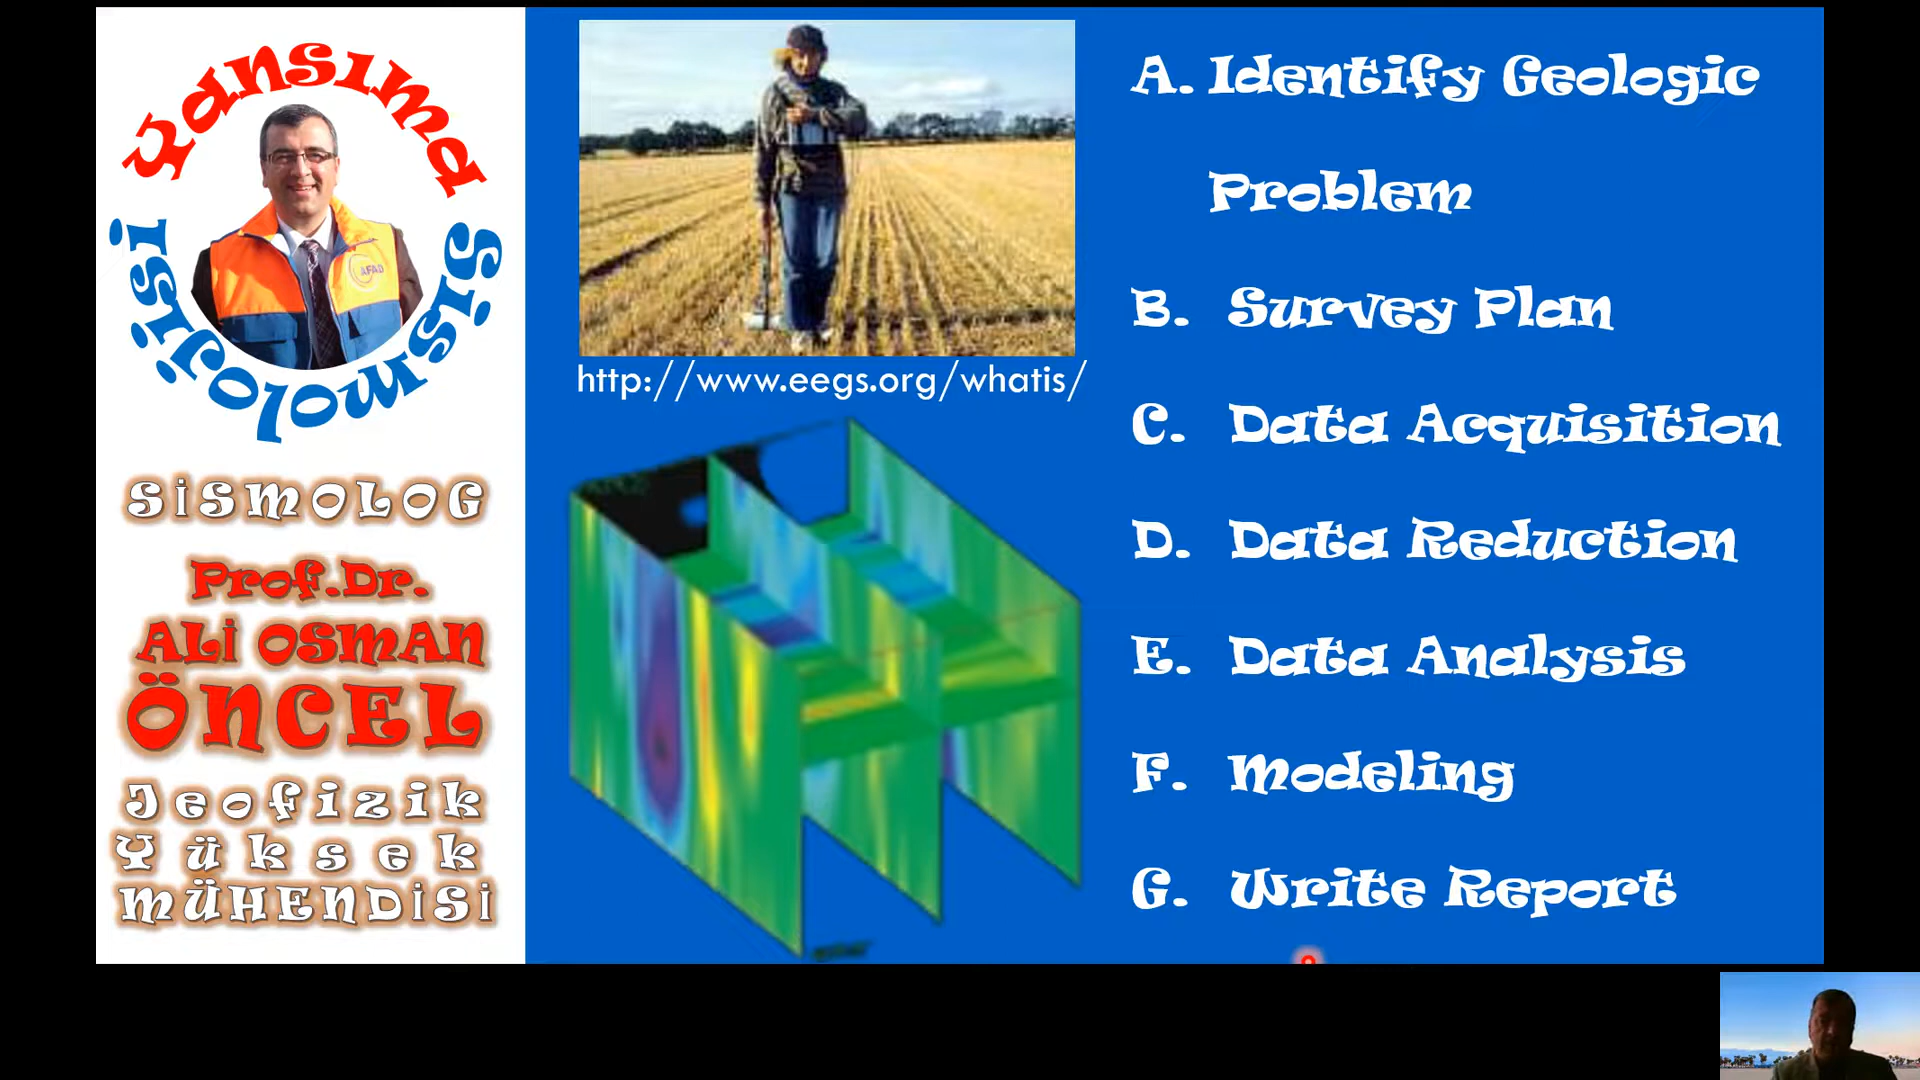 Yansıma
Sismolojisi
AFAD
SİSMOLOG
Prof.Dr.
ALİ OSMAN
ÖNCEL
Jeofizik
Yüksek
MÜHENDİSİ
http://www.eegs.org/whatis/
A. Identify Geologic
Problem
B. Survey Plan
C. Data Acquisition
D. Data Reduction
E. Data Analysis
F. Modeling
G. Write Report